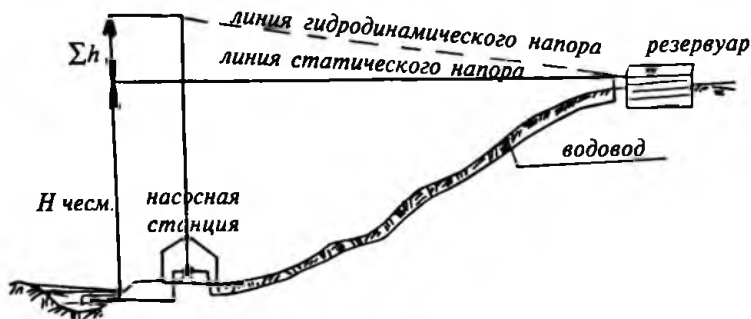 линия гидродинамического напора
резервуар
∑h
линия статического напора
водовод
H чесм.
насосная
станция